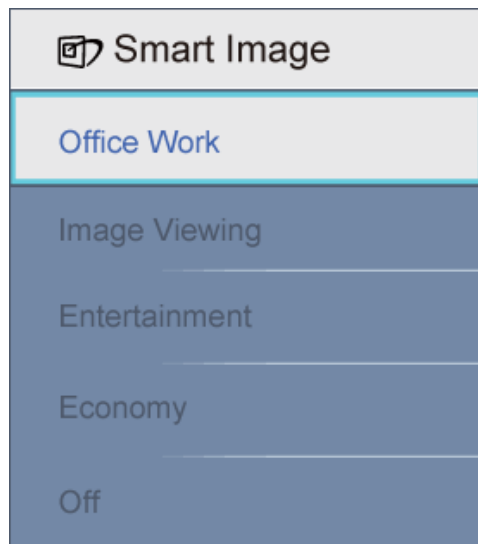 Smart Image
Office Work
Image Viewing
Entertainment
Economy
Off